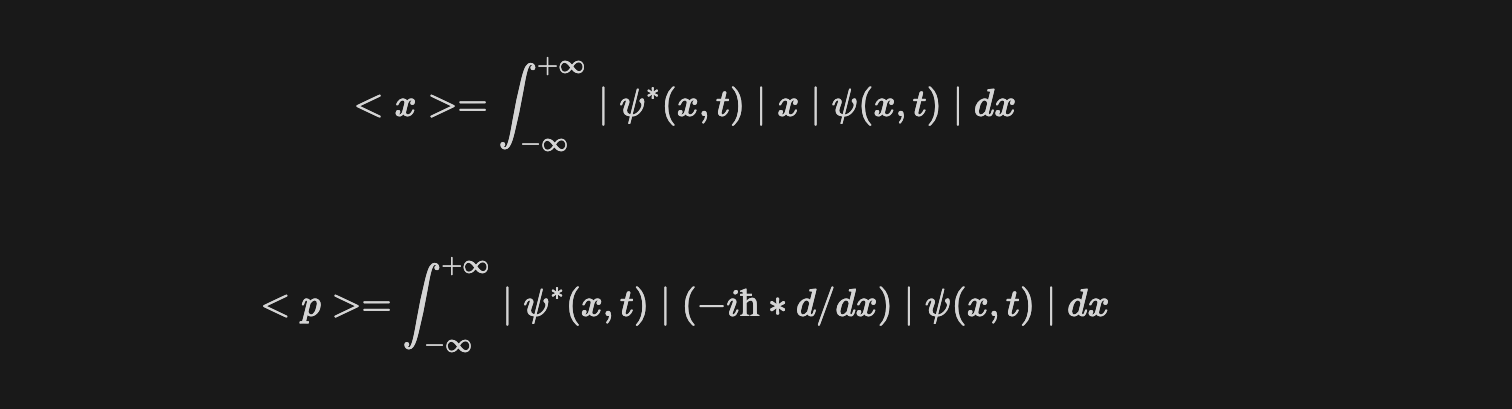 < x >= ∫_{−∞}^{+∞} | ψ*(x, t) | x | ψ(x, t) | dx
< p >= ∫_{−∞}^{+∞} | ψ*(x, t) | (−iħ ∗ d/dx) | ψ(x, t) | dx